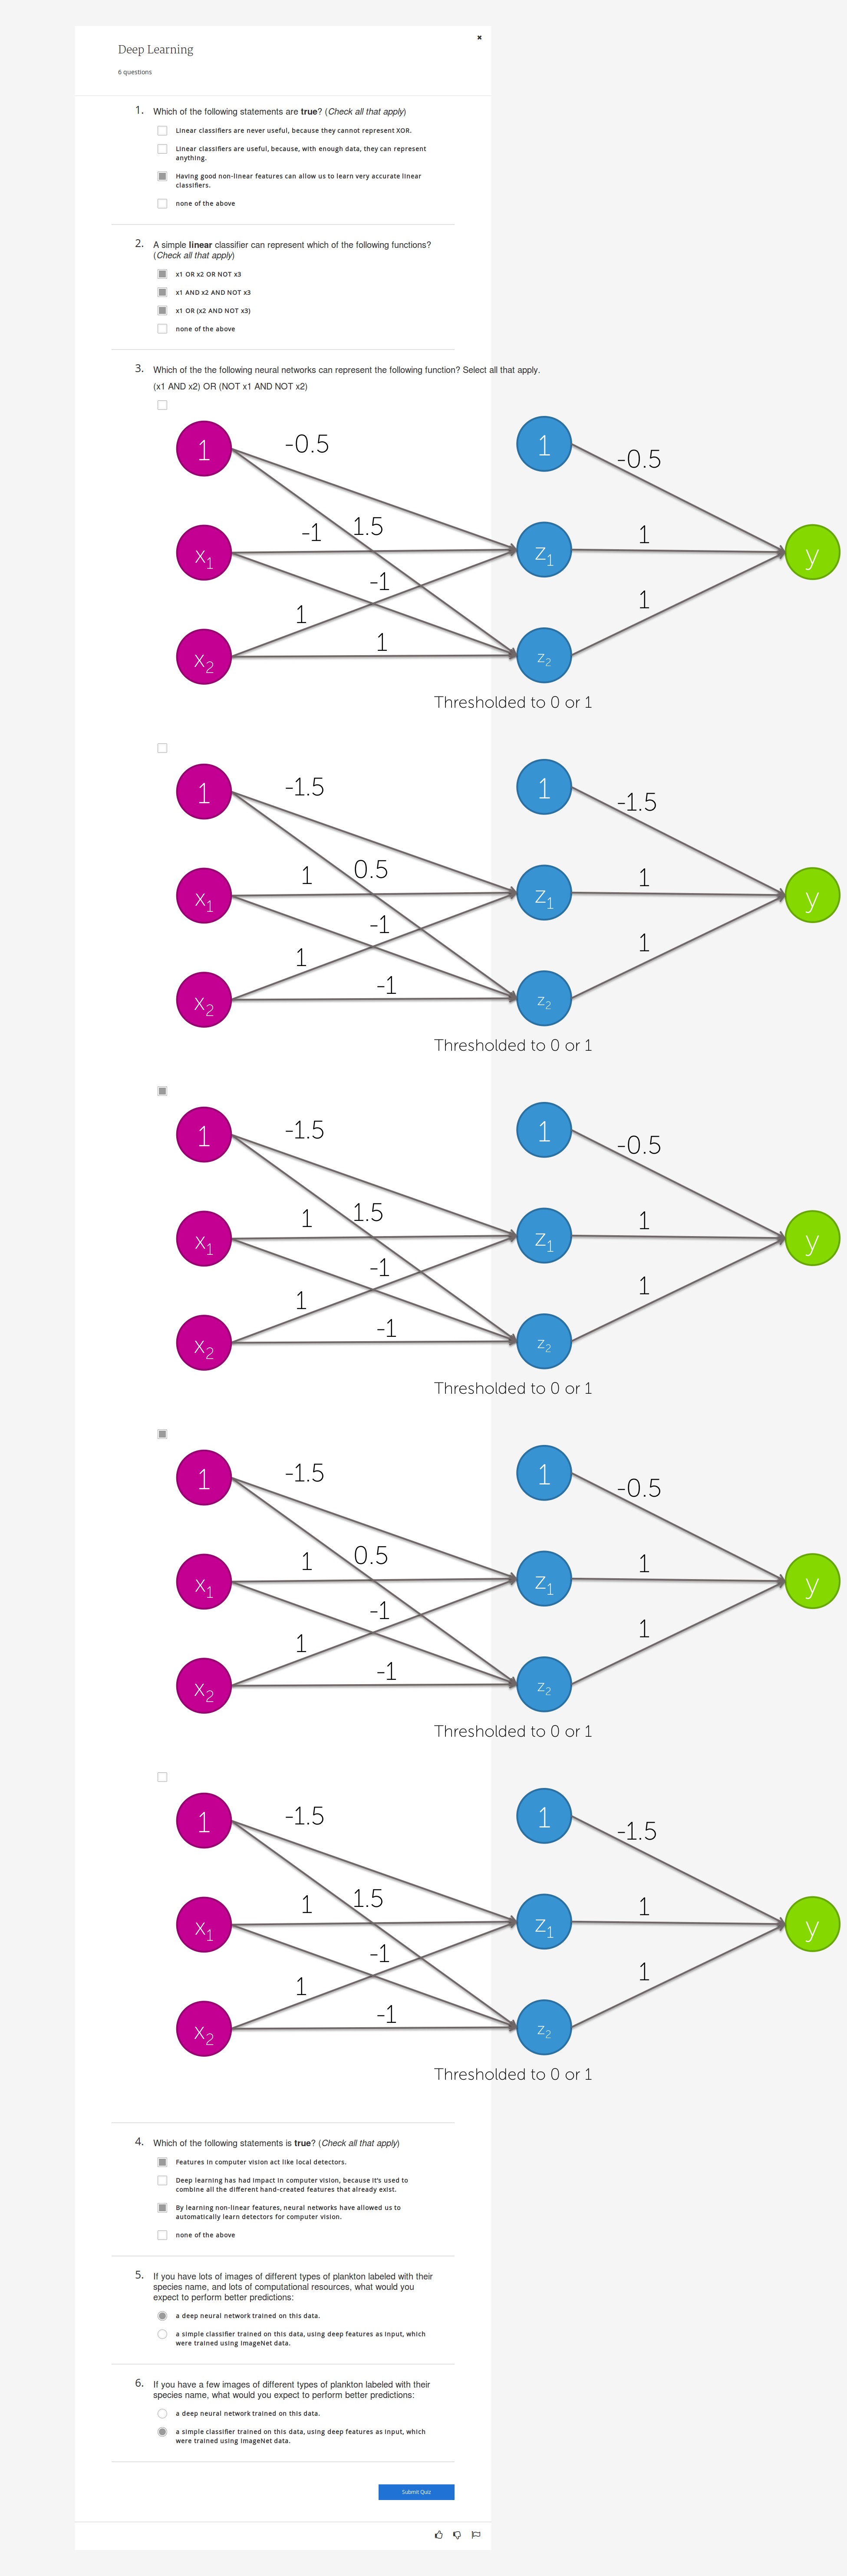 Deep Learning
6 questions
1. Which of the following statements are true? (Check all that apply)
Linear classifiers are never useful, because they cannot represent XOR.
Linear classifiers are useful, because, with enough data, they can represent
anything.
Having good non-linear features can allow us to learn very accurate linear
classifiers.
none of the above
2. A simple linear classifier can represent which of the following functions?
(Check all that apply)
x1 OR x2 OR NOT x3
x1 AND x2 AND NOT x3
x1 OR (x2 AND NOT x3)
none of the above
3. Which of the the following neural networks can represent the following function? Select all that apply.
(x1 AND x2) OR (NOT x1 AND NOT x2)
1 -0.5 1 -0.5
x1 -1 1.5 z1 1 y
-1
1 1
x2 1 z2
Thresholded to 0 or 1
1 -1.5 1 -1.5
x1 1 0.5 z1 1 y
-1
1 1
x2 -1 z2
Thresholded to 0 or 1
1 -1.5 1 -0.5
x1 1 1.5 z1 1 y
-1
1 1
x2 -1 z2
Thresholded to 0 or 1
1 -1.5 1 -0.5
x1 1 0.5 z1 1 y
-1
1 1
x2 -1 z2
Thresholded to 0 or 1
1 -1.5 1 -1.5
x1 1 1.5 z1 1 y
-1
1 1
x2 -1 z2
Thresholded to 0 or 1
4. Which of the following statements is true? (Check all that apply)
Features in computer vision act like local detectors.
Deep learning has had impact in computer vision, because it's used to
combine all the different hand-created features that already exist.
By learning non-linear features, neural networks have allowed us to
automatically learn detectors for computer vision.
none of the above
5. If you have lots of images of different types of plankton labeled with their
species name, and lots of computational resources, what would you
expect to perform better predictions:
a deep neural network trained on this data.
a simple classifier trained on this data, using deep features as input, which
were trained using ImageNet data.
6. If you have a few images of different types of plankton labeled with their
species name, what would you expect to perform better predictions:
a deep neural network trained on this data.
a simple classifier trained on this data, using deep features as input, which
were trained using ImageNet data.
Submit Quiz